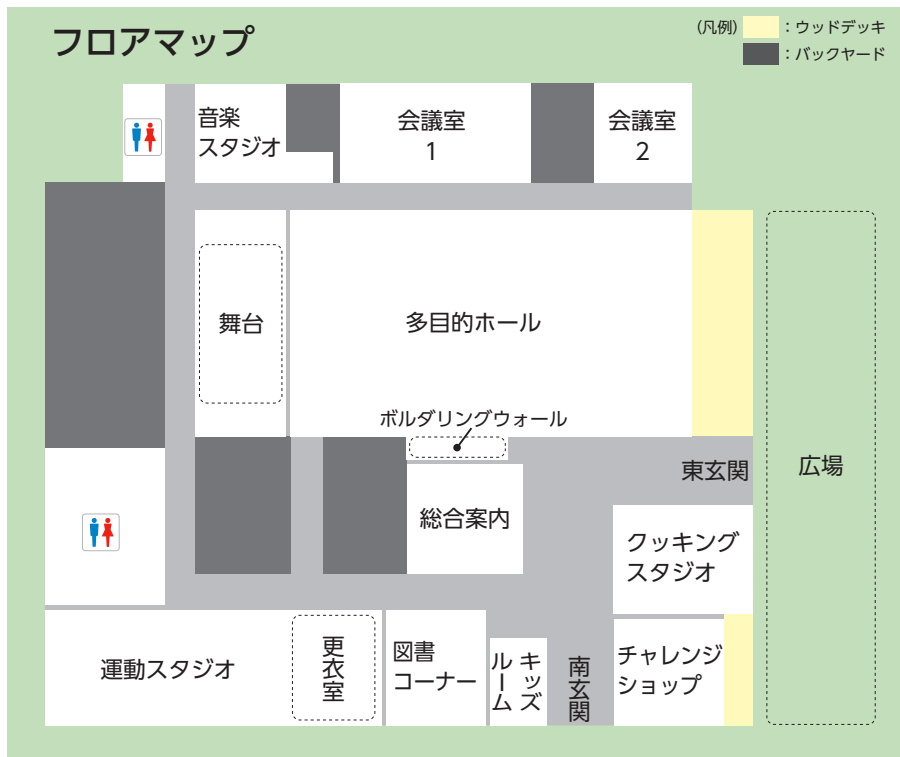 フロアマップ
(凡例) ：ウッドデッキ
：バックヤード
音楽
スタジオ
会議室
1
会議室
2
舞台
多目的ホール
ボルダリングウォール
東玄関
広場
総合案内
クッキング
スタジオ
運動スタジオ
更衣室
図書
コーナー
キッズ
ルーム
南玄関
チャレンジ
ショップ